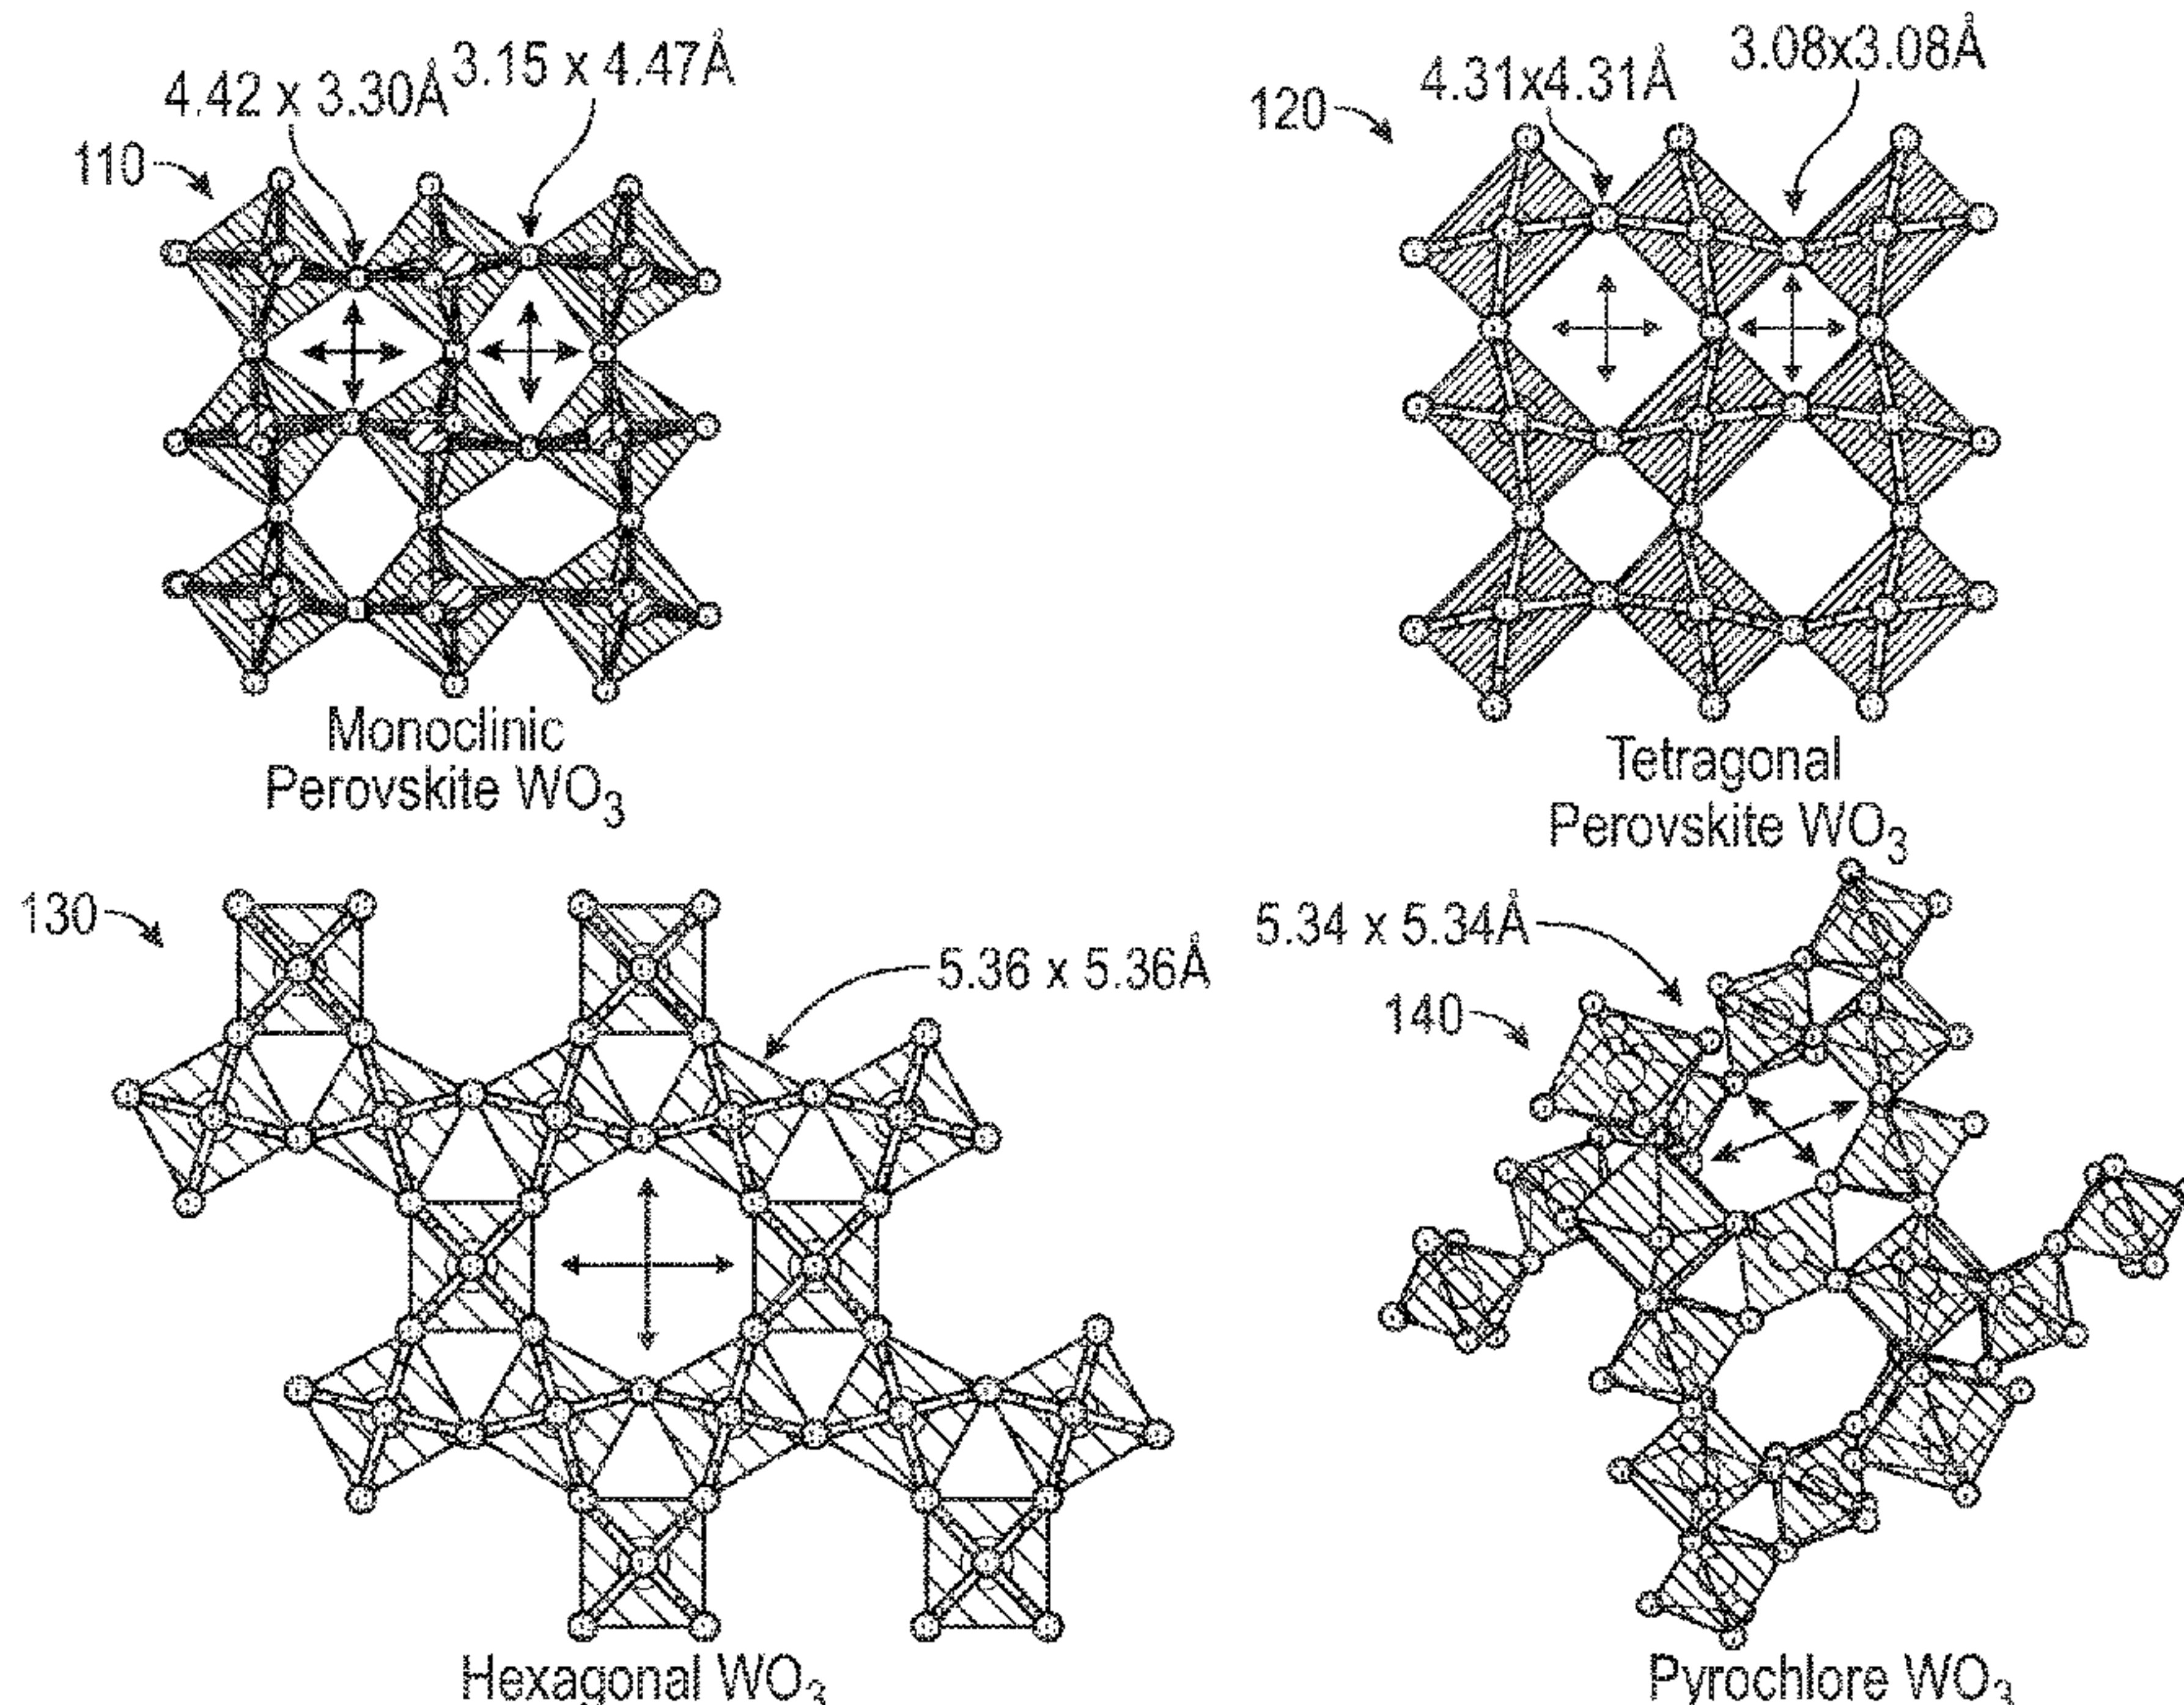 4.42 x 3.30Å
3.15 x 4.47Å
110
Monoclinic
Perovskite WO₃
4.31x4.31Å
3.08x3.08Å
120
Tetragonal
Perovskite WO₃
130
5.36 x 5.36Å
Hexagonal WO₃
5.34 x 5.34Å
140
Pyrochlore WO₃